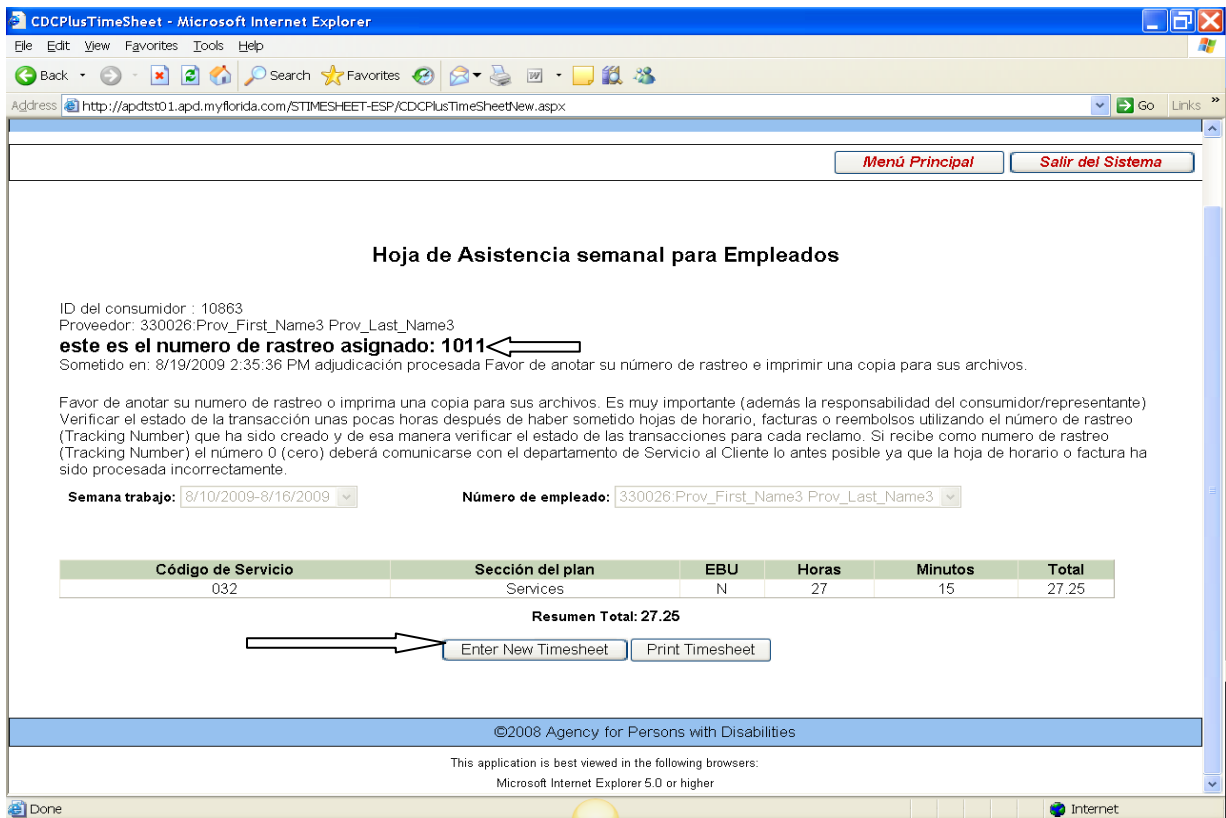 CDCPlusTimeSheet - Microsoft Internet Explorer
File Edit View Favorites Tools Help
Back Search Favorites
Address http://apdtst01.apd.myflorida.com/STIMESHEET-ESP/CDCPlusTimeSheetNew.aspx Go Links »
Menú Principal Salir del Sistema
Hoja de Asistencia semanal para Empleados
ID del consumidor : 10863
Proveedor: 330026:Prov_First_Name3 Prov_Last_Name3
este es el numero de rastreo asignado: 1011
Sometido en: 8/19/2009 2:35:36 PM adjudicación procesada Favor de anotar su número de rastreo e imprimir una copia para sus archivos.
Favor de anotar su numero de rastreo o imprima una copia para sus archivos. Es muy importante (además la responsabilidad del consumidor/representante)
Verificar el estado de la transacción unas pocas horas después de haber sometido hojas de horario, facturas o reembolsos utilizando el número de rastreo
(Tracking Number) que ha sido creado y de esa manera verificar el estado de las transacciones para cada reclamo. Si recibe como numero de rastreo
(Tracking Number) el número 0 (cero) deberá comunicarse con el departamento de Servicio al Cliente lo antes posible ya que la hoja de horario o factura ha
sido procesada incorrectamente.
Semana trabajo: 8/10/2009-8/16/2009 Número de empleado: 330026:Prov_First_Name3 Prov_Last_Name3
Código de Servicio Sección del plan EBU Horas Minutos Total
032 Services N 27 15 27.25
Resumen Total: 27.25
Enter New Timesheet Print Timesheet
©2008 Agency for Persons with Disabilities
This application is best viewed in the following browsers:
Microsoft Internet Explorer 5.0 or higher
Done Internet